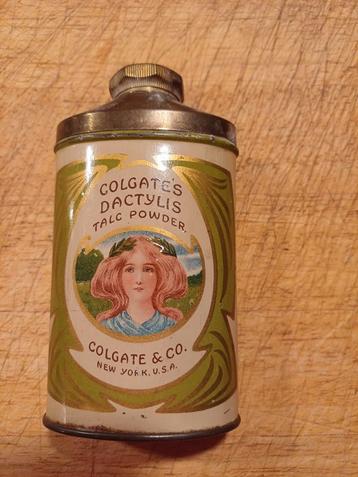 COLGATE'S
DACTYLIS
TALC POWDER.
COLGATE & CO.
NEW YORK, U.S.A.